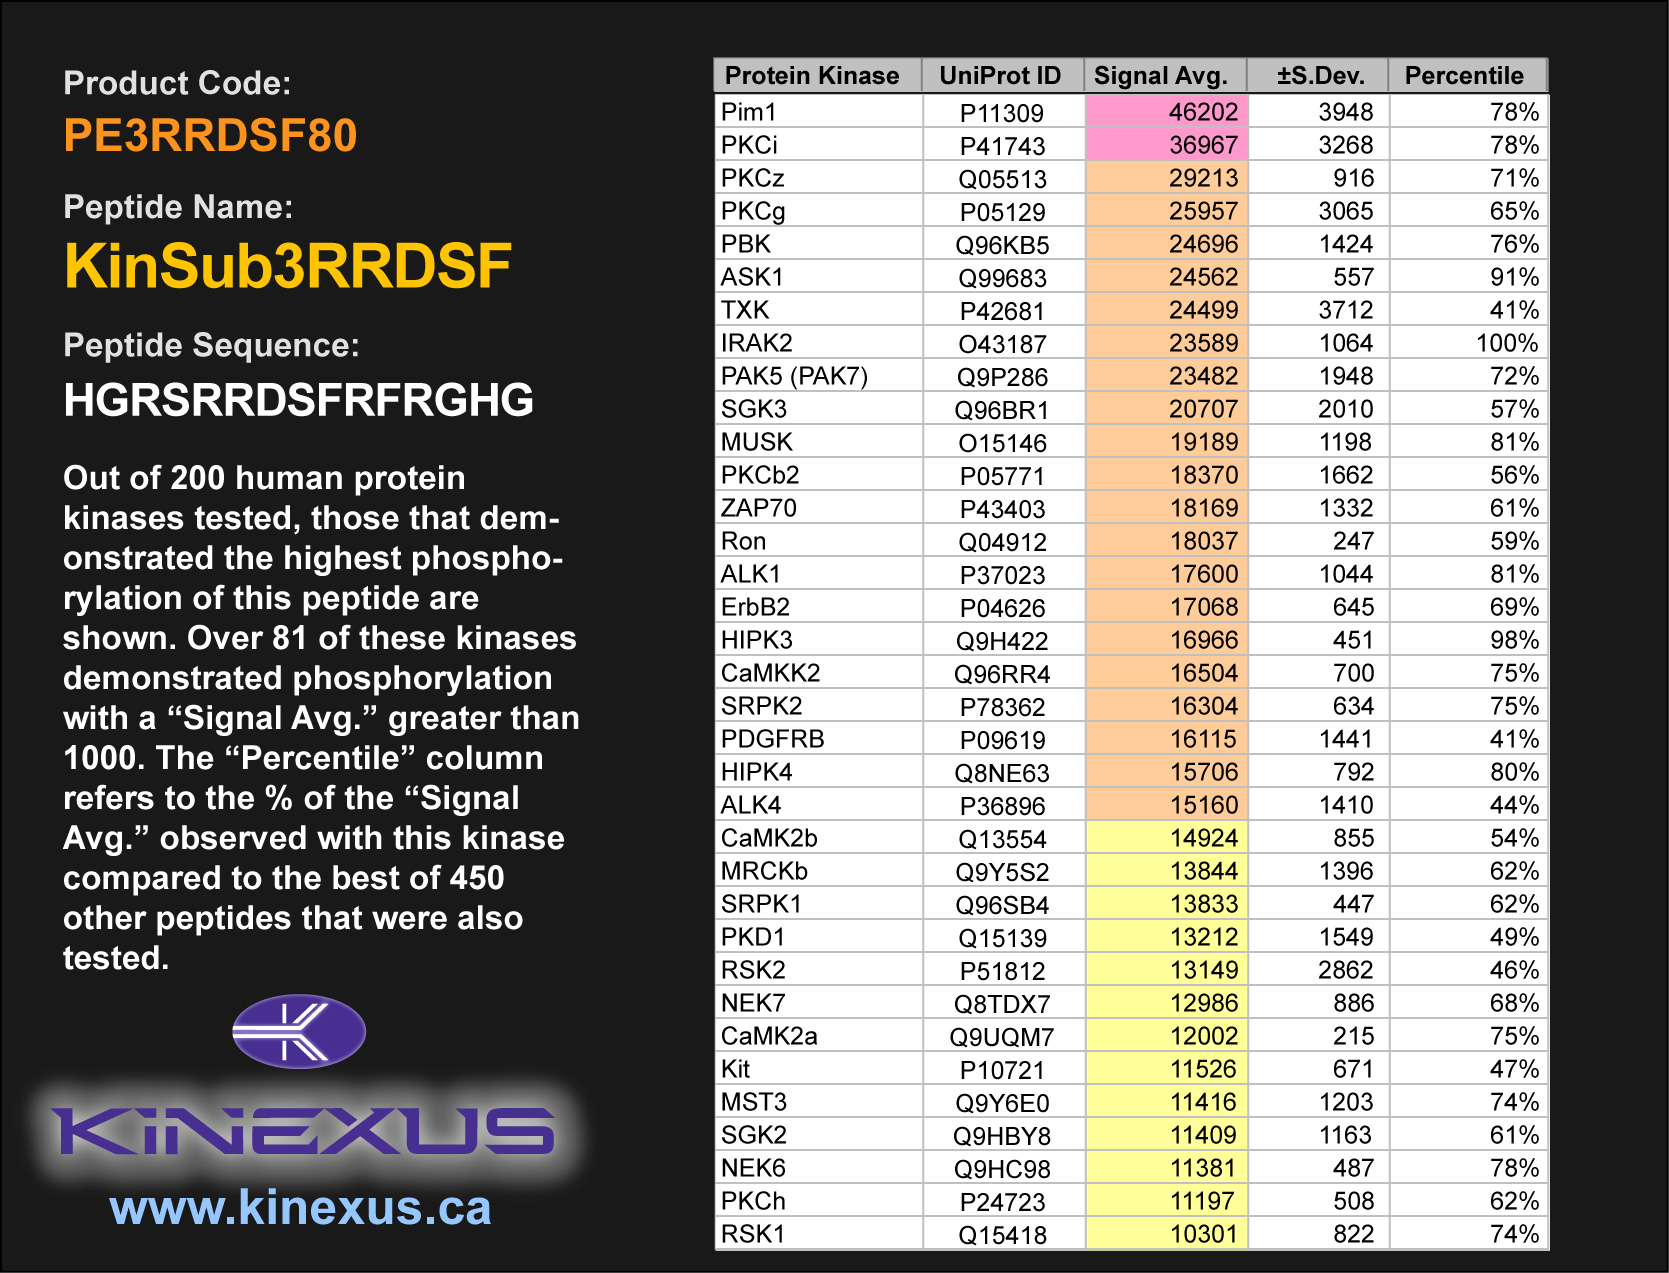 Product Code:
PE3RRDSF80
Peptide Name:
KinSub3RRDSF
Peptide Sequence:
HGRSRRDSFRFRGHG
Out of 200 human protein
kinases tested, those that dem-
onstrated the highest phospho-
rylation of this peptide are
shown. Over 81 of these kinases
demonstrated phosphorylation
with a “Signal Avg.” greater than
1000. The “Percentile” column
refers to the % of the “Signal
Avg.” observed with this kinase
compared to the best of 450
other peptides that were also
tested.
KINEXUS
www.kinexus.ca
Protein Kinase UniProt ID Signal Avg. ±S.Dev. Percentile
Pim1 P11309 46202 3948 78%
PKCi P41743 36967 3268 78%
PKCz Q05513 29213 916 71%
PKCg P05129 25957 3065 65%
PBK Q96KB5 24696 1424 76%
ASK1 Q99683 24562 557 91%
TXK P42681 24499 3712 41%
IRAK2 O43187 23589 1064 100%
PAK5 (PAK7) Q9P286 23482 1948 72%
SGK3 Q96BR1 20707 2010 57%
MUSK O15146 19189 1198 81%
PKCb2 P05771 18370 1662 56%
ZAP70 P43403 18169 1332 61%
Ron Q04912 18037 247 59%
ALK1 P37023 17600 1044 81%
ErbB2 P04626 17068 645 69%
HIPK3 Q9H422 16966 451 98%
CaMKK2 Q96RR4 16504 700 75%
SRPK2 P78362 16304 634 75%
PDGFRB P09619 16115 1441 41%
HIPK4 Q8NE63 15706 792 80%
ALK4 P36896 15160 1410 44%
CaMK2b Q13554 14924 855 54%
MRCKb Q9Y5S2 13844 1396 62%
SRPK1 Q96SB4 13833 447 62%
PKD1 Q15139 13212 1549 49%
RSK2 P51812 13149 2862 46%
NEK7 Q8TDX7 12986 886 68%
CaMK2a Q9UQM7 12002 215 75%
Kit P10721 11526 671 47%
MST3 Q9Y6E0 11416 1203 74%
SGK2 Q9HBY8 11409 1163 61%
NEK6 Q9HC98 11381 487 78%
PKCh P24723 11197 508 62%
RSK1 Q15418 10301 822 74%